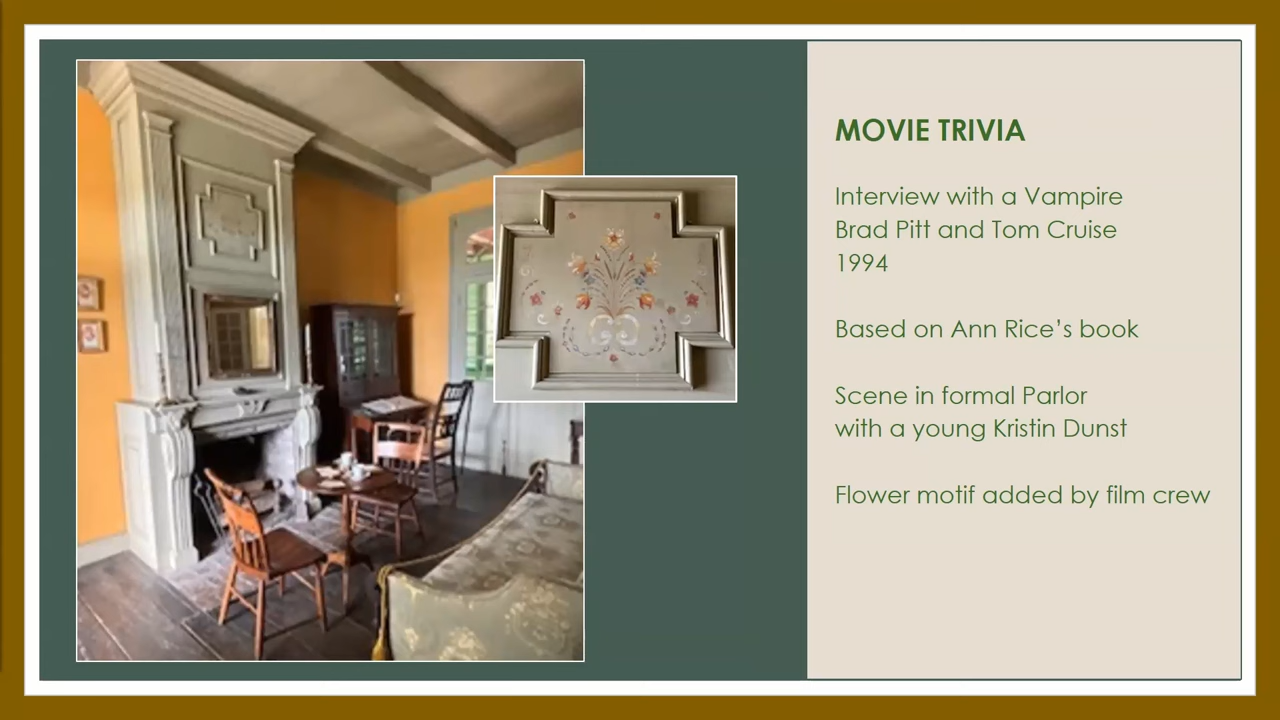 MOVIE TRIVIA
Interview with a Vampire
Brad Pitt and Tom Cruise
1994
Based on Ann Rice’s book
Scene in formal Parlor
with a young Kristin Dunst
Flower motif added by film crew